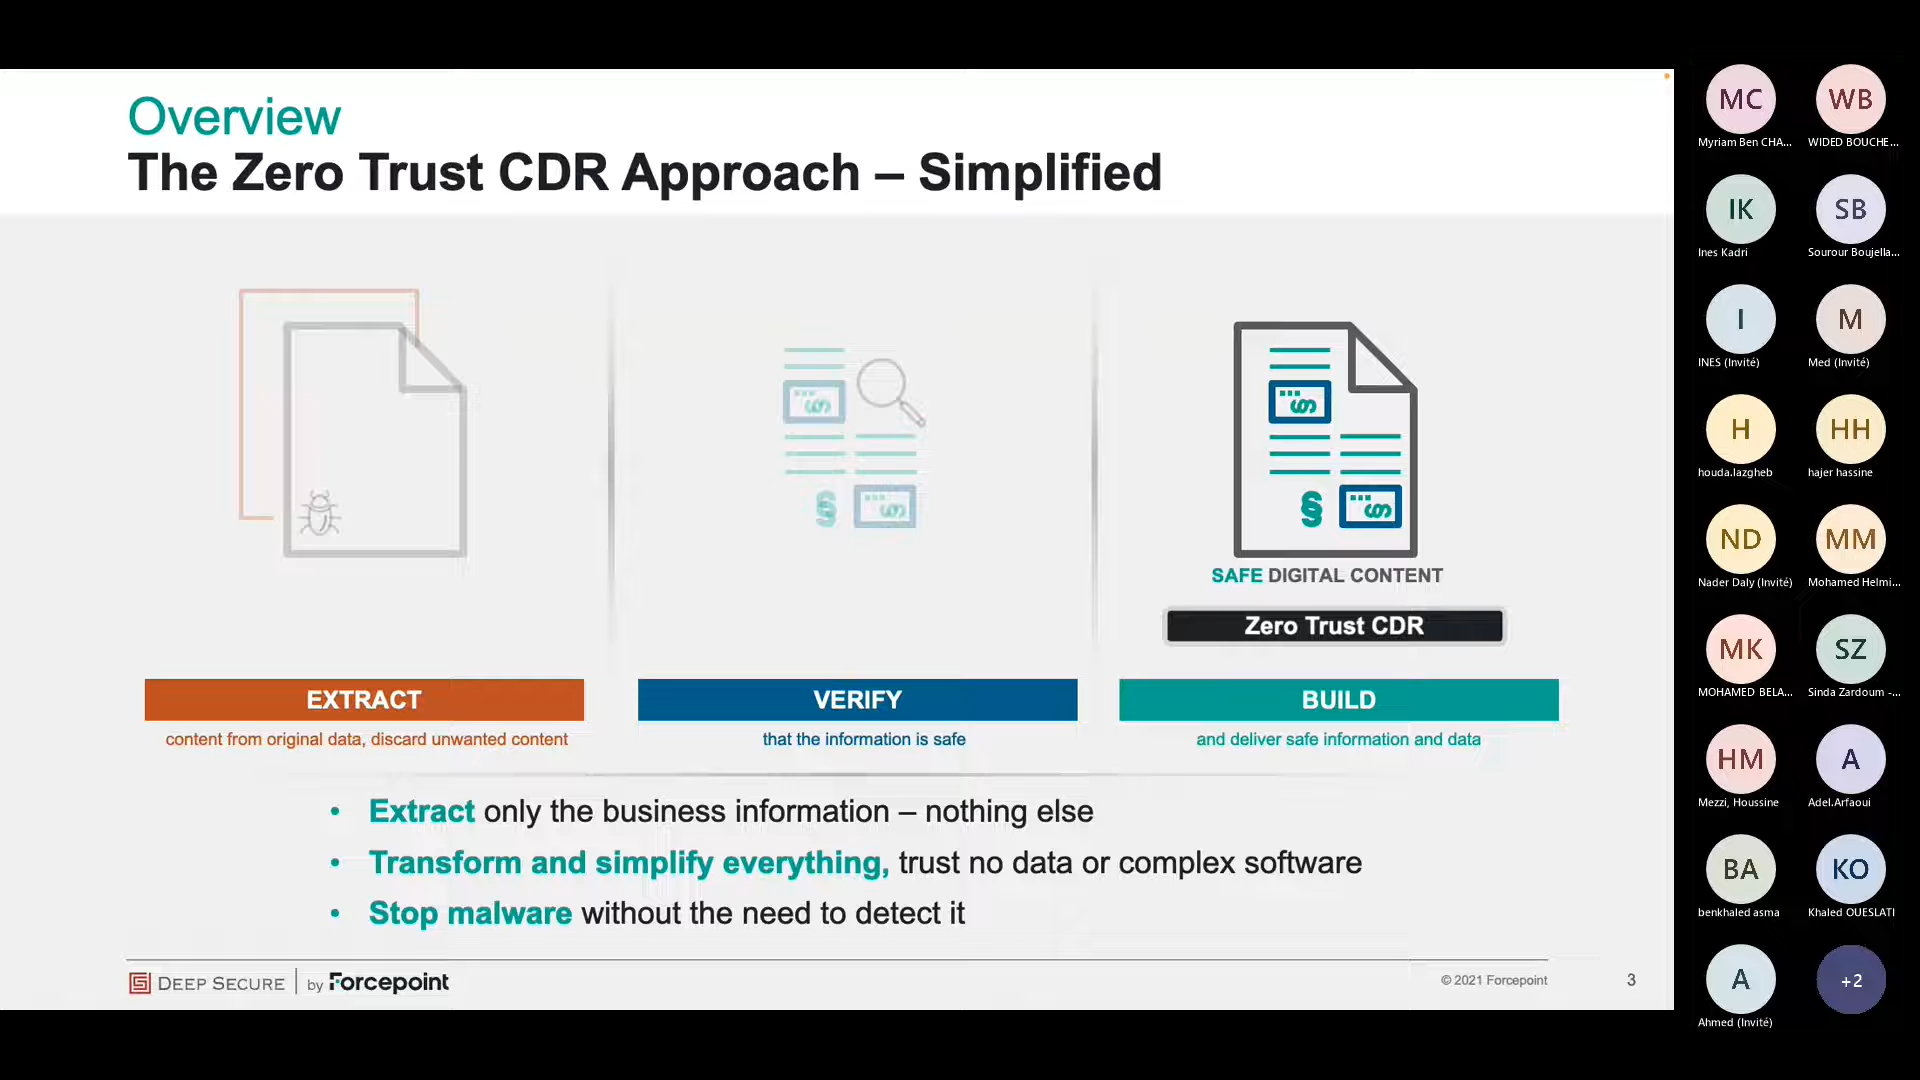 Overview
The Zero Trust CDR Approach – Simplified
SAFE DIGITAL CONTENT
Zero Trust CDR
EXTRACT
content from original data, discard unwanted content
VERIFY
that the information is safe
BUILD
and deliver safe information and data
• Extract only the business information – nothing else
• Transform and simplify everything, trust no data or complex software
• Stop malware without the need to detect it
DEEP SECURE | by Forcepoint
© 2021 Forcepoint
3
MC
Myriam Ben CHA...
WB
WIDED BOUCHE...
IK
Ines Kadri
SB
Sourour Boujella...
I
INES (Invité)
M
Med (Invité)
H
houda.lazgheb
HH
hajer hassine
ND
Nader Daly (Invité)
MM
Mohamed Helmi...
MK
MOHAMED BELA...
SZ
Sinda Zardoum -...
HM
Mezzi, Houssine
A
Adel.Arfaoui
BA
benkhaled asma
KO
Khaled OUESLATI
A
Ahmed (Invité)
+2